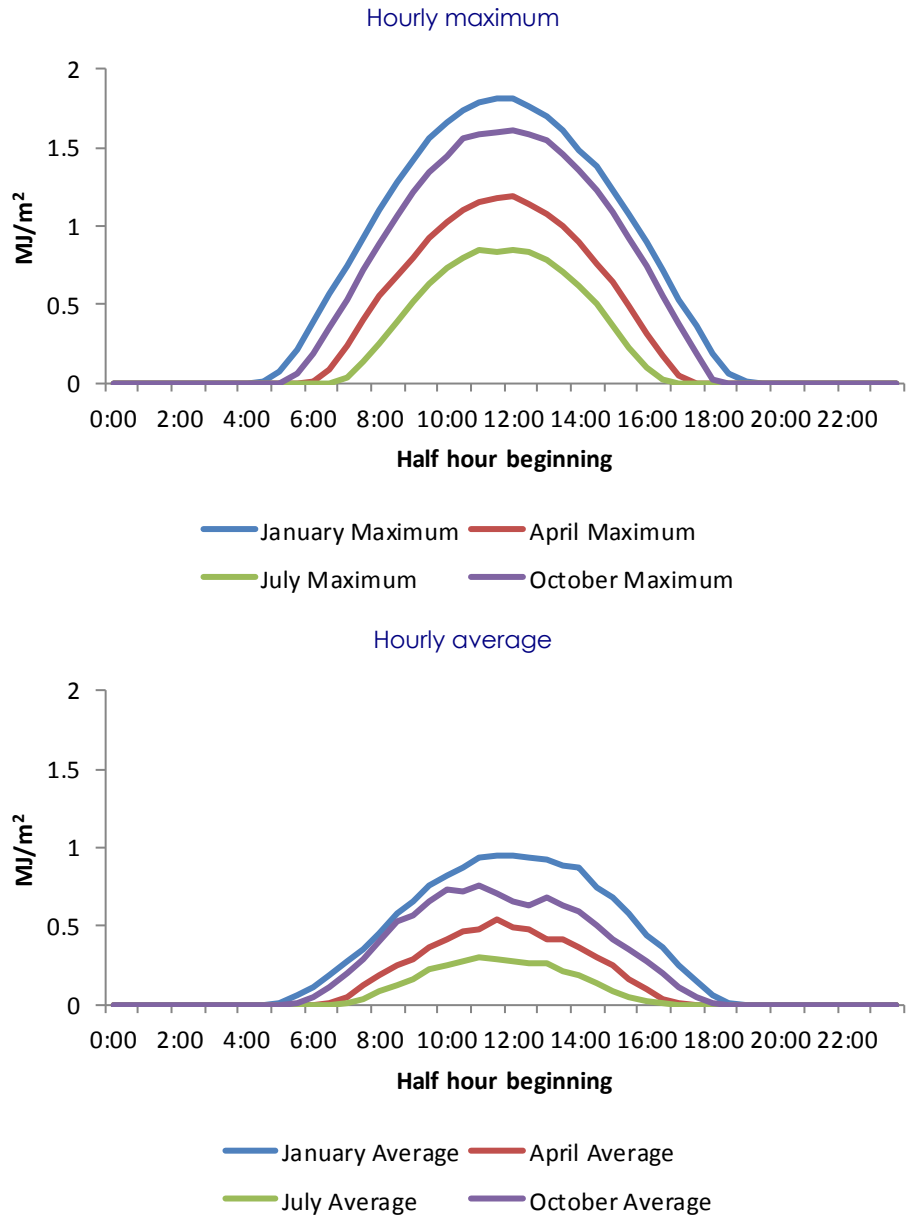 Hourly maximum
2
1.5
1
0.5
0
MJ/m²
0:00 2:00 4:00 6:00 8:00 10:00 12:00 14:00 16:00 18:00 20:00 22:00
Half hour beginning
January Maximum April Maximum
July Maximum October Maximum
Hourly average
2
1.5
1
0.5
0
MJ/m²
0:00 2:00 4:00 6:00 8:00 10:00 12:00 14:00 16:00 18:00 20:00 22:00
Half hour beginning
January Average April Average
July Average October Average